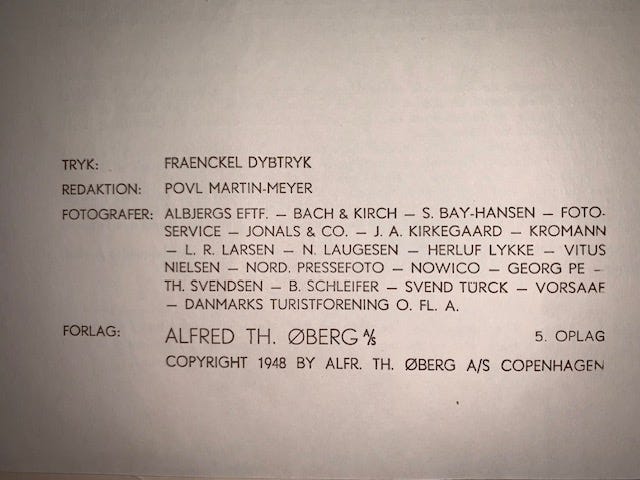 TRYK: FRAENCKEL DYBTRYK
REDAKTION: POVL MARTIN-MEYER
FOTOGRAFER: ALBJERGS EFTF. — BACH & KIRCH — S. BAY-HANSEN — FOTO-
SERVICE — JONALS & CO. — J. A. KIRKEGAARD — KROMANN
— L. R. LARSEN — N. LAUGESEN — HERLUF LYKKE — VITUS
NIELSEN — NORD. PRESSEFOTO — NOWICO — GEORG PE —
TH. SVENDSEN — B. SCHLEIFER — SVEND TÜRCK — VORSAAE
— DANMARKS TURISTFORENING O. FL. A.
FORLAG: ALFRED TH. ØBERG A/S 5. OPLAG
COPYRIGHT 1948 BY ALFR. TH. ØBERG A/S COPENHAGEN